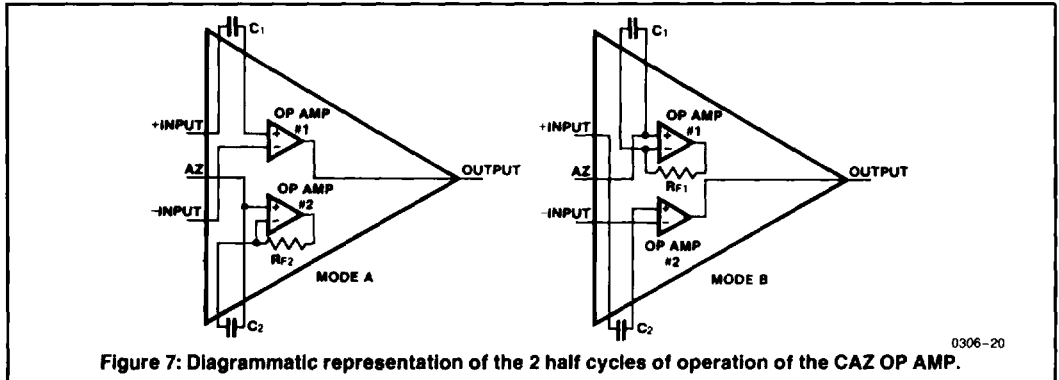 C1
OP AMP
#1
+INPUT
AZ
-INPUT
OP AMP
#2
RF2
MODE A
C2
OUTPUT
C1
OP AMP
#1
+INPUT
AZ
RF1
-INPUT
OP AMP
#2
MODE B
C2
OUTPUT
0306-20
Figure 7: Diagrammatic representation of the 2 half cycles of operation of the CAZ OP AMP.